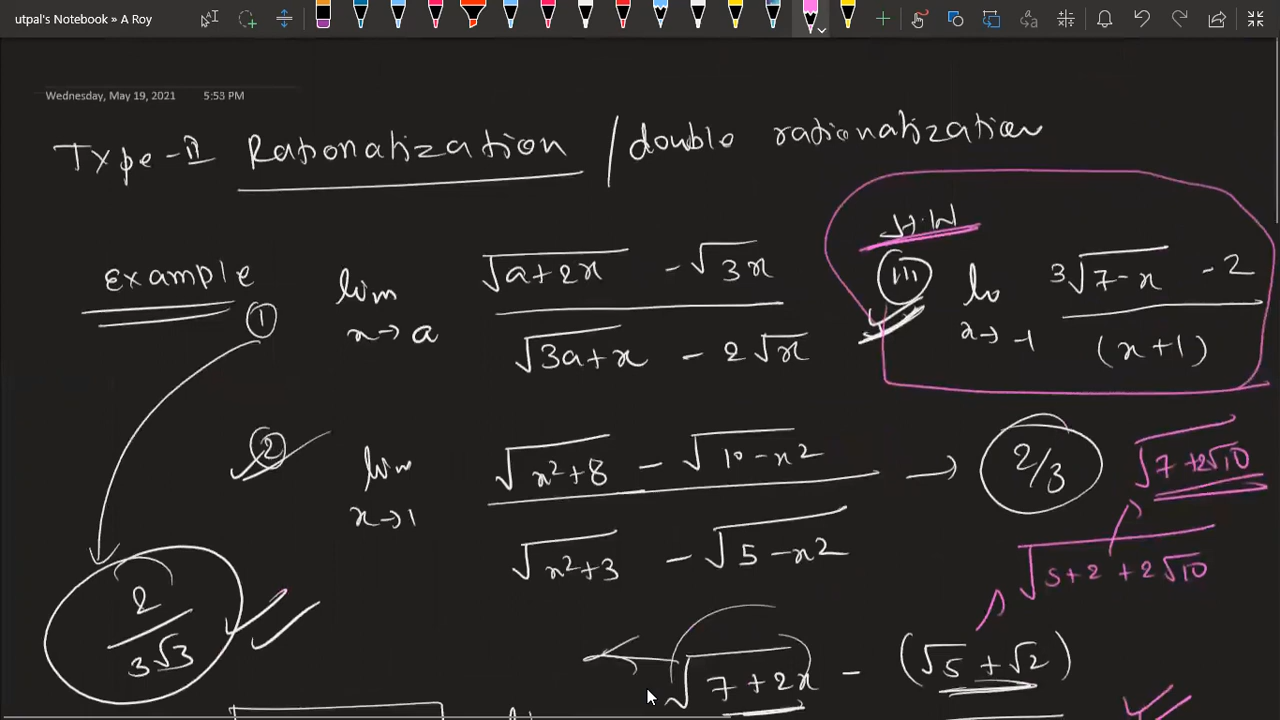 utpal's Notebook » A Roy
Wednesday, May 19, 2021 5:53 PM
Type-II Rationalization / double rationalization
Example
① lim x→a (√(a+2x) - √(3x)) / (√(3a+x) - 2√x)
2/(3√3)
H.W
(iii) lim x→-1 (3√(7-x) - 2) / (x+1)
② lim x→1 (√(x²+8) - √(10-x²)) / (√(x²+3) - √(5-x²)) → 2/3
√(7+2√10)
√(5+2+2√10)
√(7+2x) - (√5+√2)